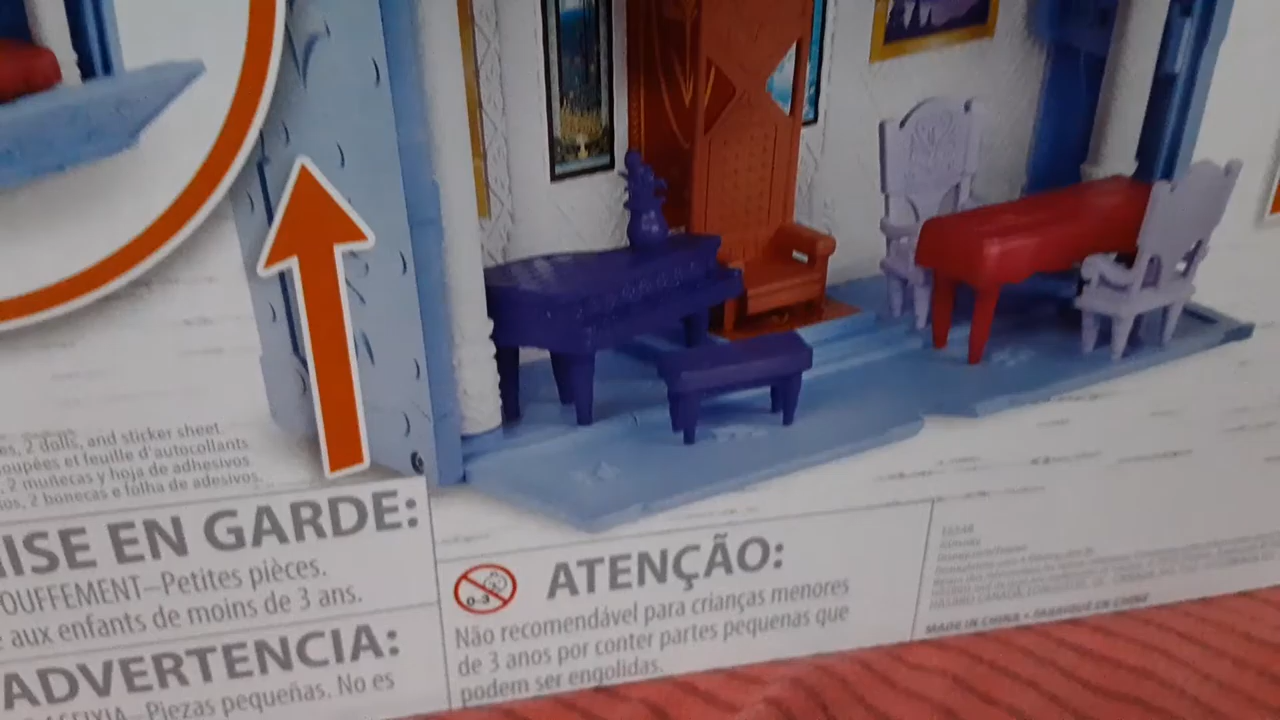 es, 2 dolls, and sticker sheet.
oupées et feuille d'autocollants.
, 2 muñecas y hoja de adhesivos.
os, 2 bonecas e folha de adesivos.
ISE EN GARDE:
OUFFEMENT–Petites pièces.
aux enfants de moins de 3 ans.
ADVERTENCIA:
ASFIXIA–Piezas pequeñas. No es
0-3
ATENÇÃO:
Não recomendável para crianças menores
de 3 anos por conter partes pequenas que
podem ser engolidas.
MADE IN CHINA • FABRIQUÉ EN CHINE